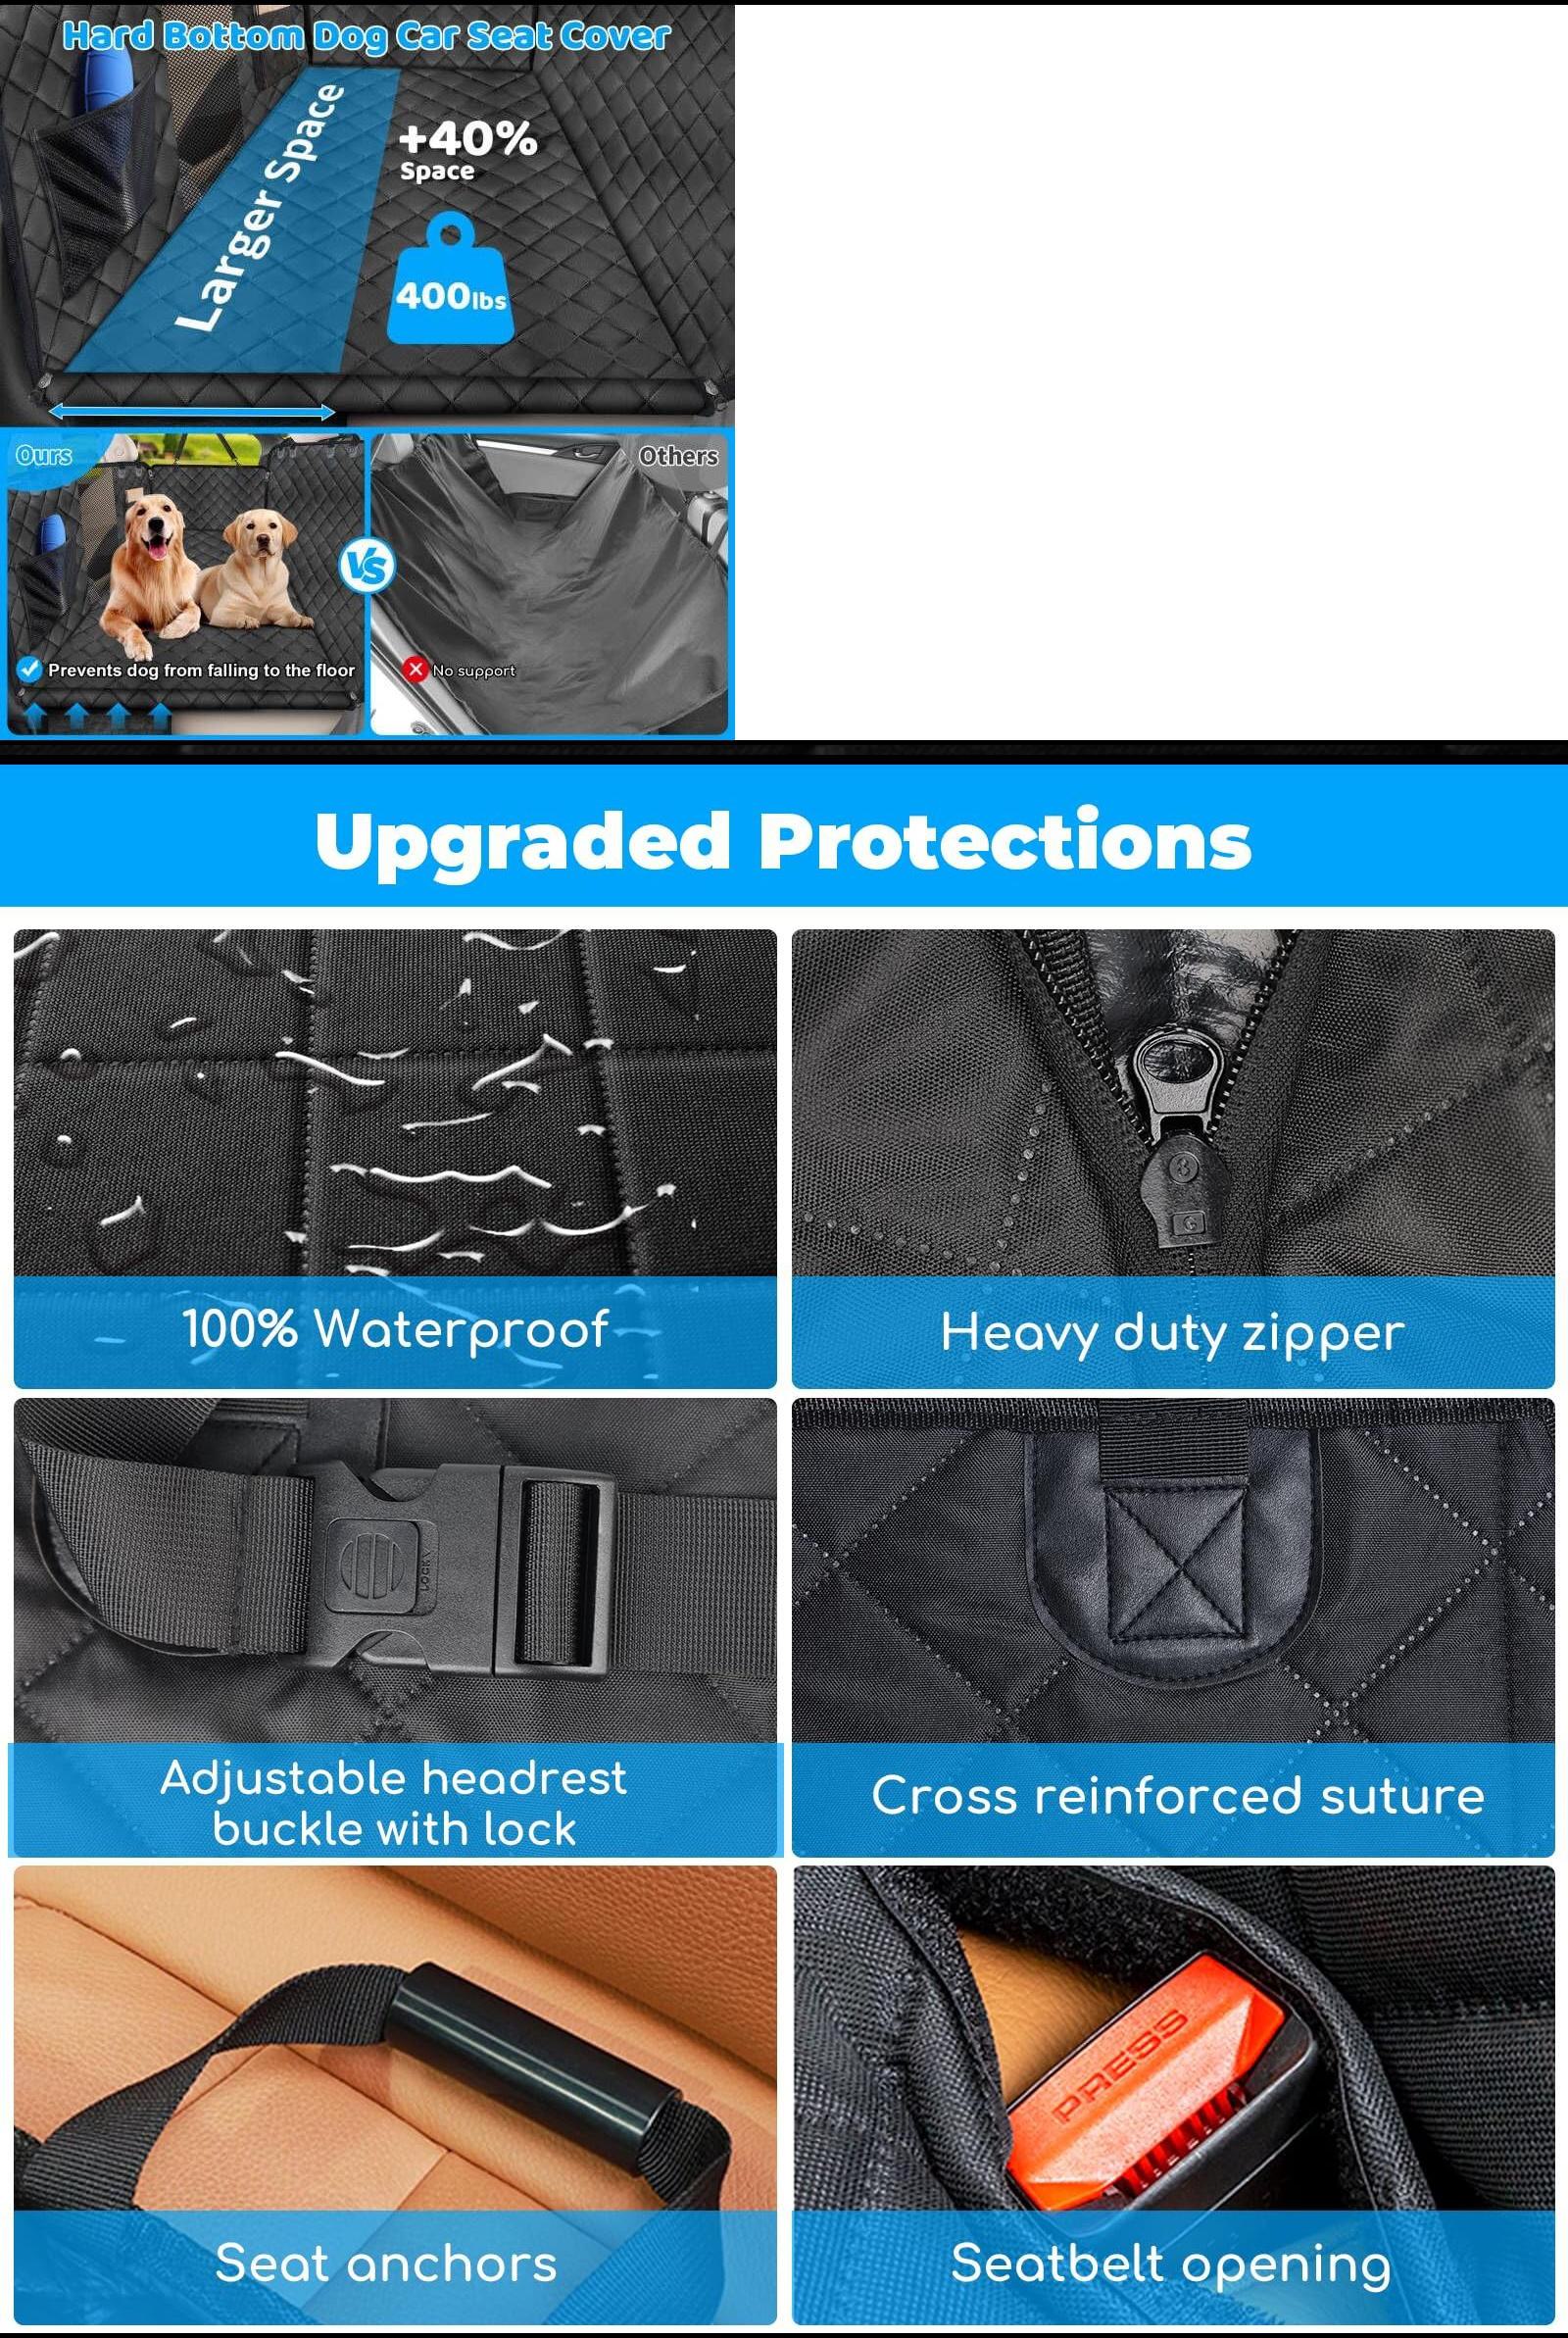 Hard Bottom Dog Car Seat Cover
Larger Space
+40%
Space
400lbs
Ours
Others
VS
Prevents dog from falling to the floor
No support
Upgraded Protections
100% Waterproof
Heavy duty zipper
LOCK
Adjustable headrest
buckle with lock
Cross reinforced suture
PRESS
Seat anchors
Seatbelt opening